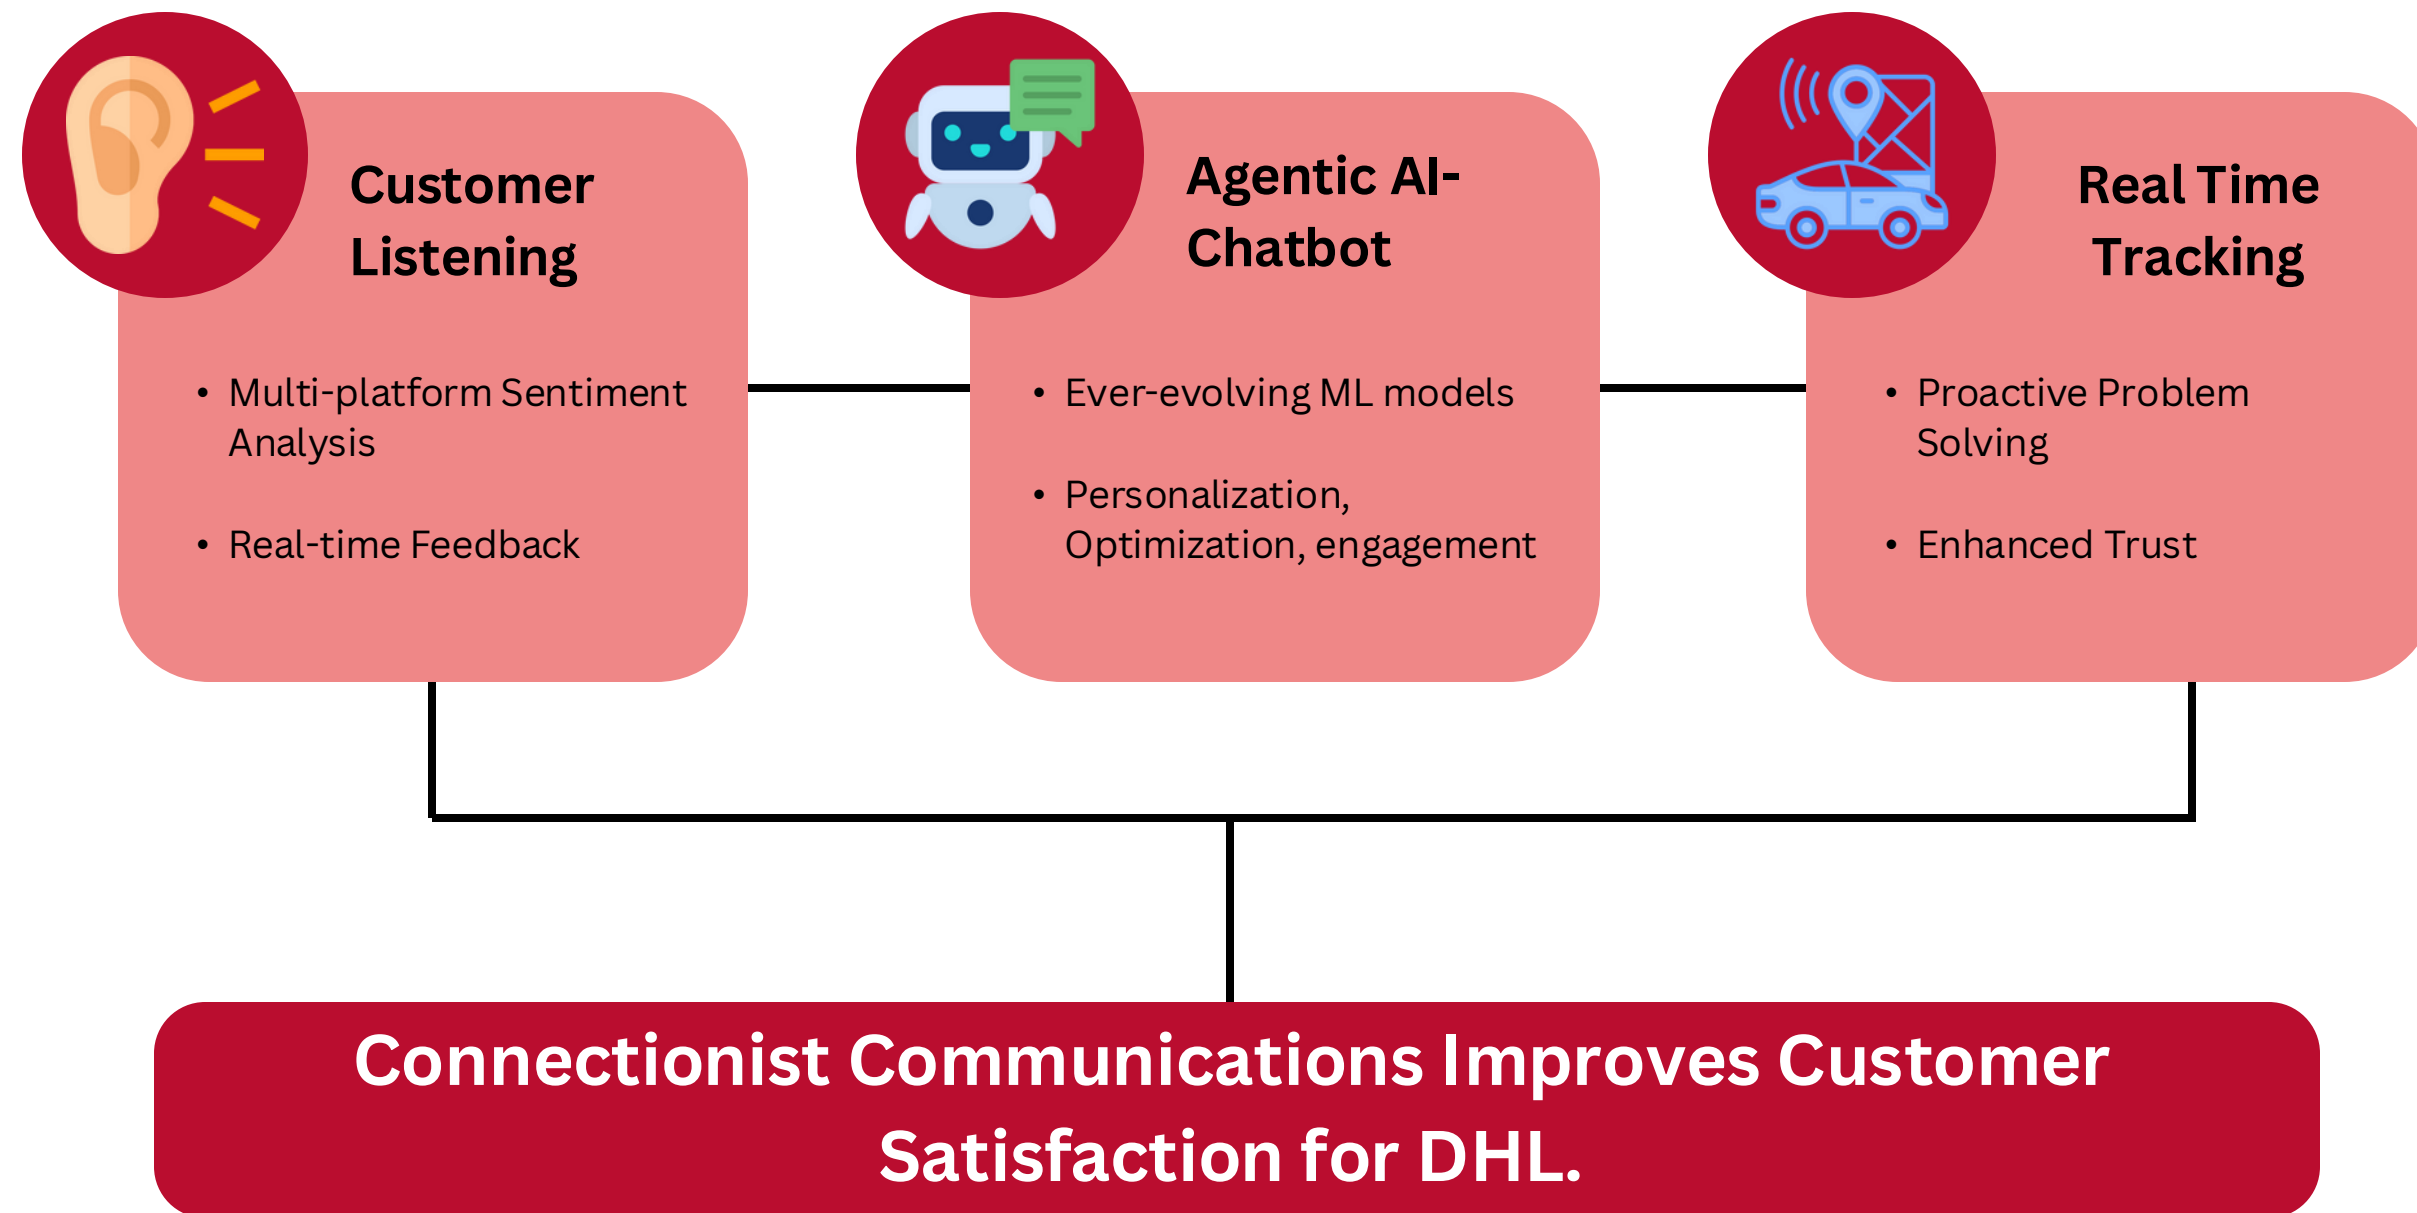 Customer
Listening
• Multi-platform Sentiment
Analysis
• Real-time Feedback
Agentic AI-
Chatbot
• Ever-evolving ML models
• Personalization,
Optimization, engagement
Real Time
Tracking
• Proactive Problem
Solving
• Enhanced Trust
Connectionist Communications Improves Customer
Satisfaction for DHL.